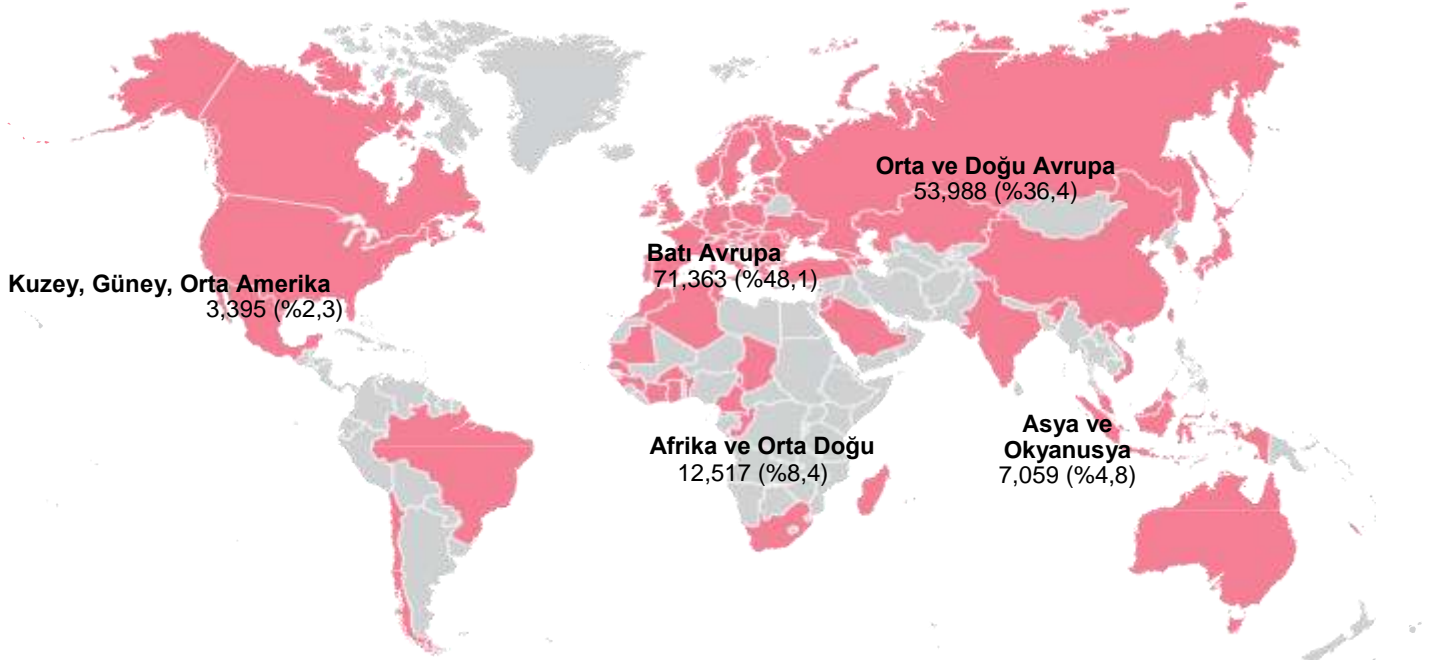 Orta ve Doğu Avrupa
53,988 (%36,4)
Batı Avrupa
71,363 (%48,1)
Kuzey, Güney, Orta Amerika
3,395 (%2,3)
Afrika ve Orta Doğu
12,517 (%8,4)
Asya ve
Okyanusya
7,059 (%4,8)